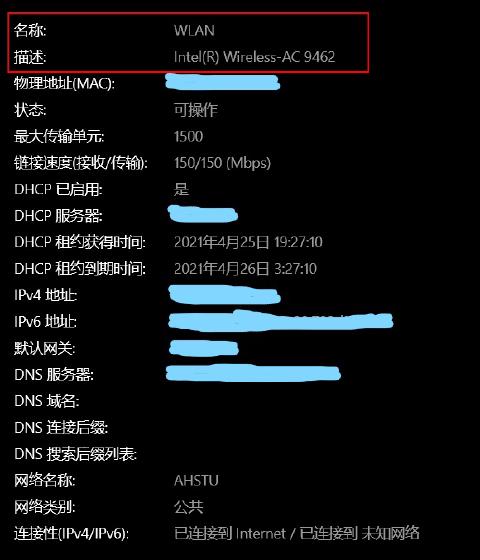 名称: WLAN
描述: Intel(R) Wireless-AC 9462
物理地址(MAC):
状态: 可操作
最大传输单元: 1500
链接速度(接收/传输): 150/150 (Mbps)
DHCP 已启用: 是
DHCP 服务器:
DHCP 租约获得时间: 2021年4月25日 19:27:10
DHCP 租约到期时间: 2021年4月26日 3:27:10
IPv4 地址:
IPv6 地址:
默认网关:
DNS 服务器:
DNS 域名:
DNS 连接后缀:
DNS 搜索后缀列表:
网络名称: AHSTU
网络类别: 公共
连接性(IPv4/IPv6): 已连接到 Internet / 已连接到 未知网络